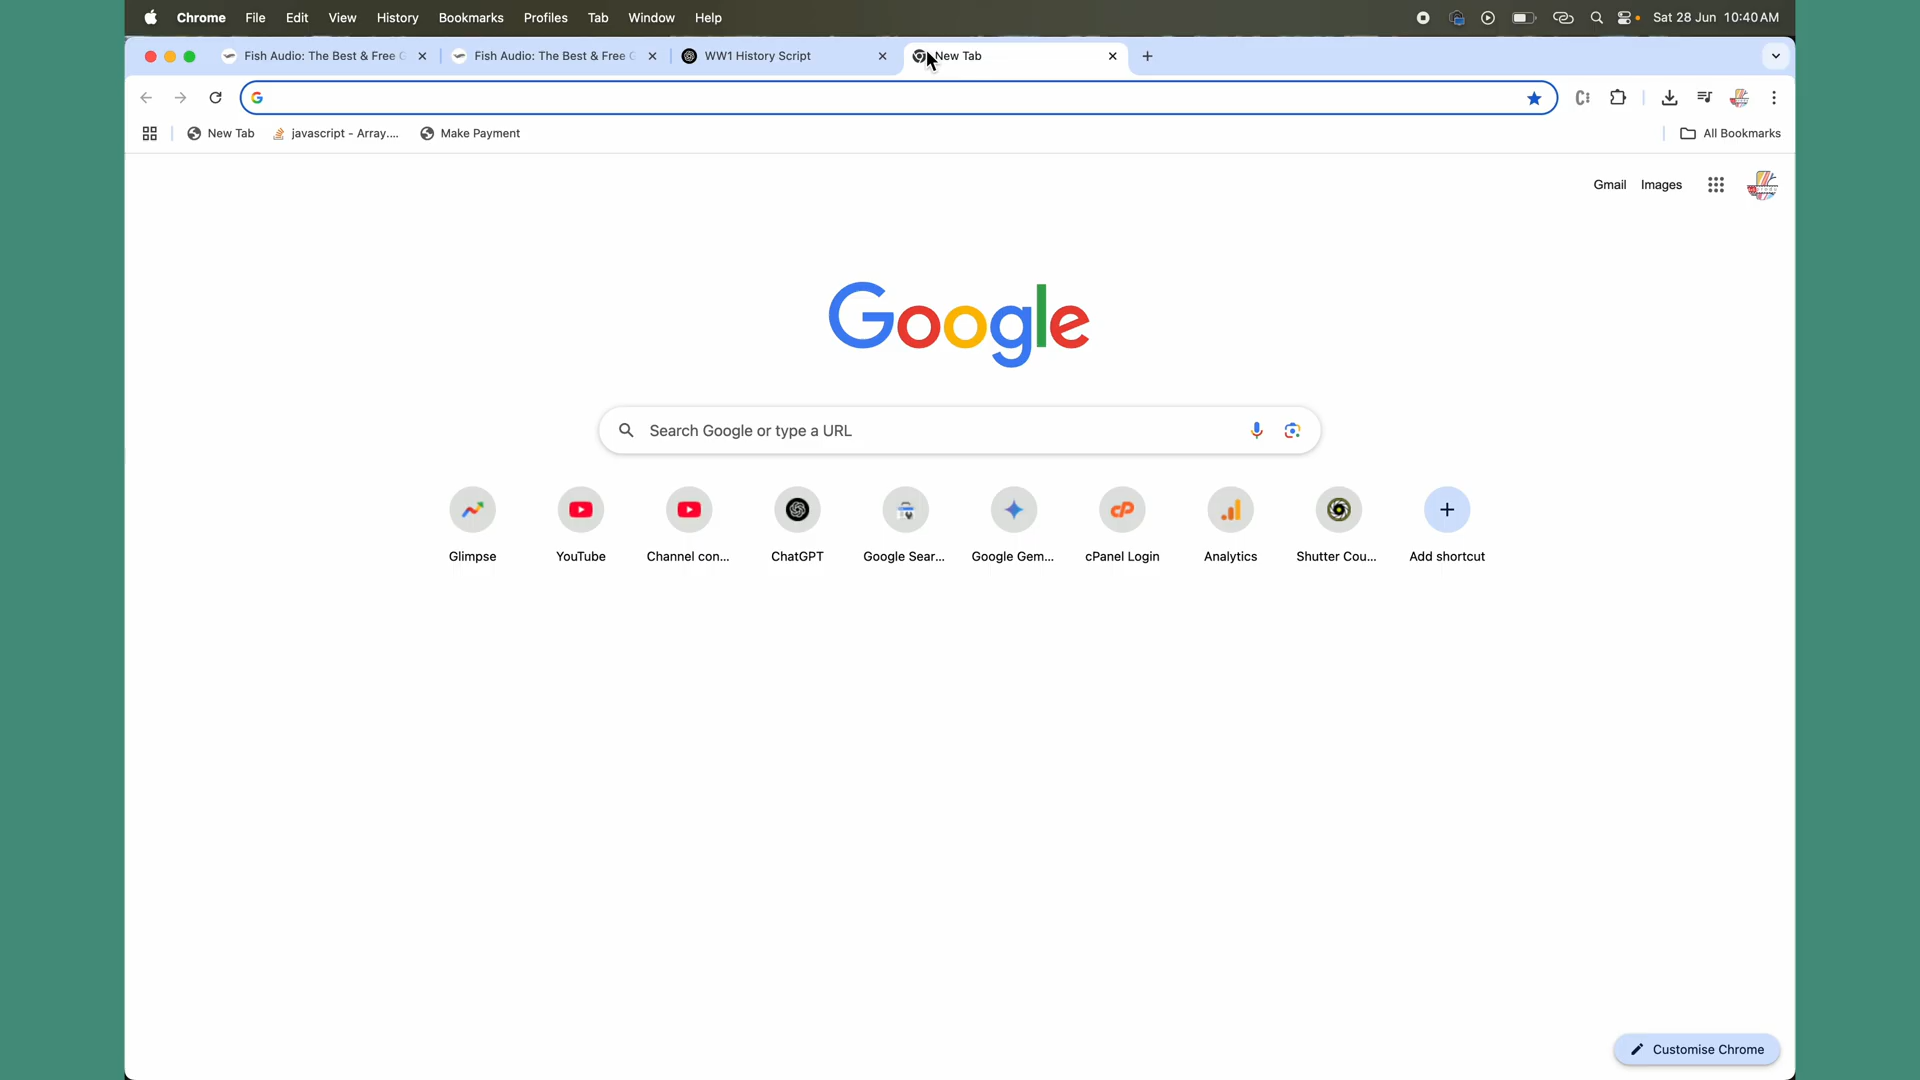 Chrome File Edit View History Bookmarks Profiles Tab Window Help Sat 28 Jun 10:40 AM
Fish Audio: The Best & Free Fish Audio: The Best & Free WW1 History Script New Tab
New Tab javascript - Array.... Make Payment All Bookmarks
Gmail Images
Google
Search Google or type a URL
Glimpse YouTube Channel con... ChatGPT Google Sear... Google Gem... cPanel Login Analytics Shutter Cou... Add shortcut
Customise Chrome